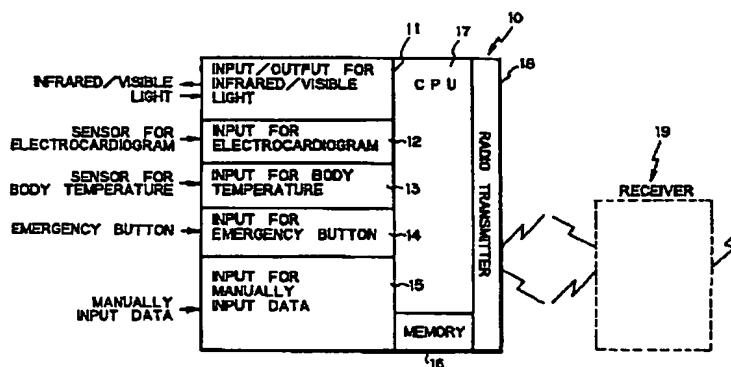 11
17
10
18
INPUT/OUTPUT FOR
INFRARED/VISIBLE
LIGHT
CPU
INFRARED/VISIBLE
LIGHT
SENSOR FOR
ELECTROCARDIOGRAM
INPUT FOR
ELECTROCARDIOGRAM
12
SENSOR FOR
BODY TEMPERATURE
INPUT FOR BODY
TEMPERATURE
13
EMERGENCY BUTTON
INPUT FOR
EMERGENCY BUTTON
14
INPUT FOR
MANUALLY
INPUT DATA
15
MANUALLY
INPUT DATA
MEMORY
16
RADIO TRANSMITTER
19
RECEIVER